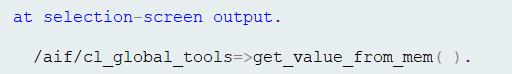 at selection-screen output.
/aif/cl_global_tools=>get_value_from_mem( ).